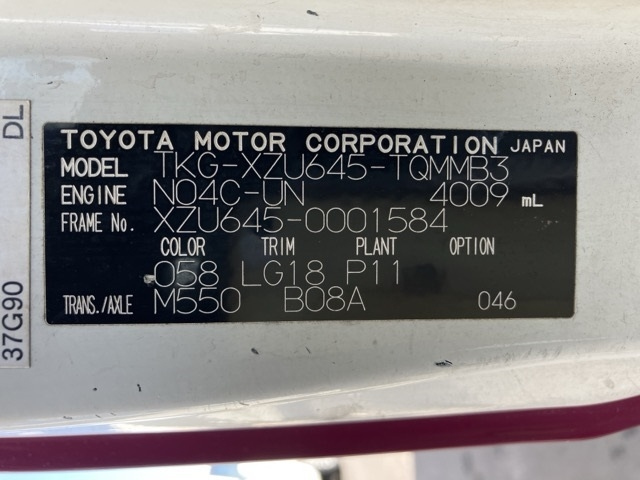 TOYOTA MOTOR CORPORATION JAPAN
MODEL TKG-XZU645-TQMMB3
ENGINE N04C-UN 4009 mL
FRAME No. XZU645-0001584
COLOR TRIM PLANT OPTION
058 LG18 P11
TRANS./AXLE M550 B08A 046
37G90 DL